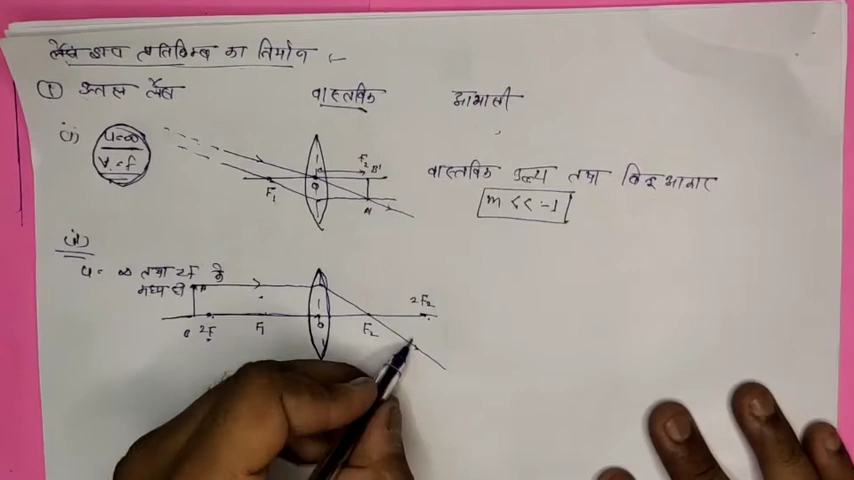 लेंस द्वारा प्रतिबिम्ब का निर्माण :-
① उत्तल लेंस वास्तविक आभासी
(i) u=∞
v=f
F₁ F₂ B'
वास्तविक उल्टा तथा बिन्दु आकार
m << -1
(ii)
u= ∞ तथा 2F के
मध्य हो
2F F₁ O F₂ 2F₂